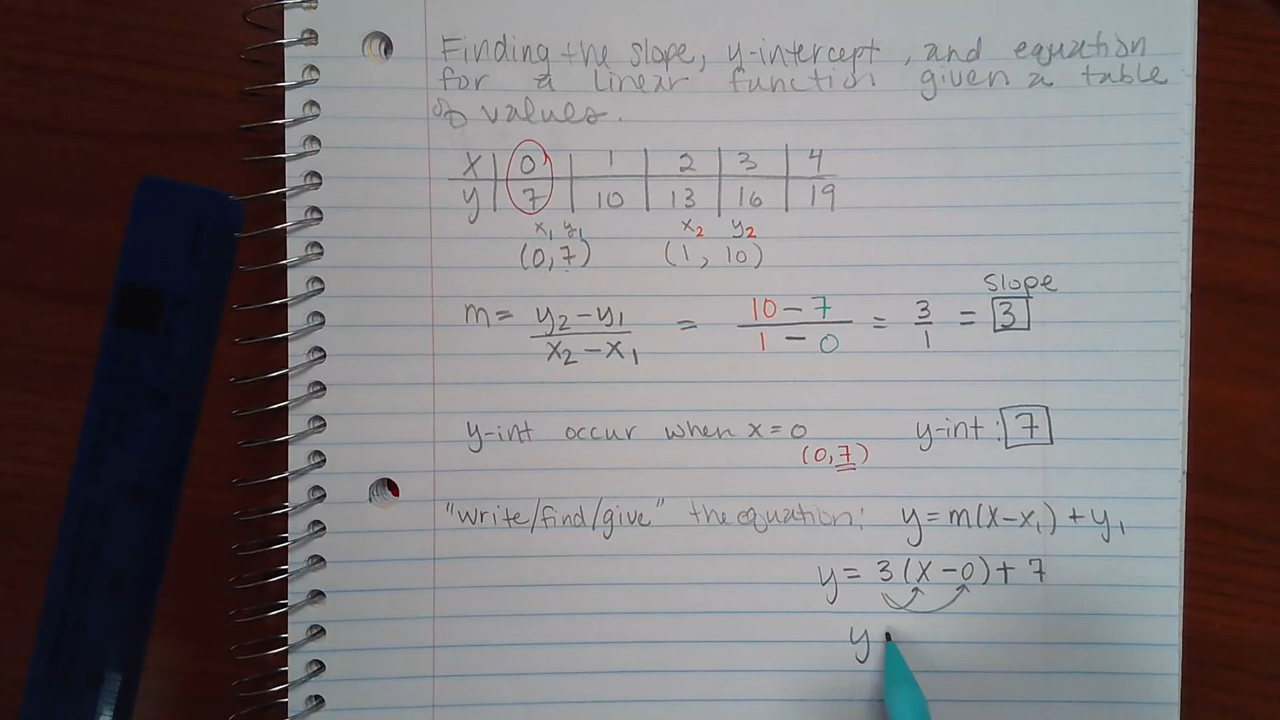 Finding the slope, y-intercept, and equation
for a linear function given a table
of values.
x | 0 | 1 | 2 | 3 | 4
y | 7 | 10 | 13 | 16 | 19
x₁ y₁ x₂ y₂
(0,7) (1, 10)
slope
m = y₂-y₁/x₂-x₁ = 10-7/1-0 = 3/1 = 3
y-int occur when x=0 y-int: 7
(0,7)
"write/find/give" the equation: y=m(x-x₁)+y₁
y = 3(x-0)+7
y